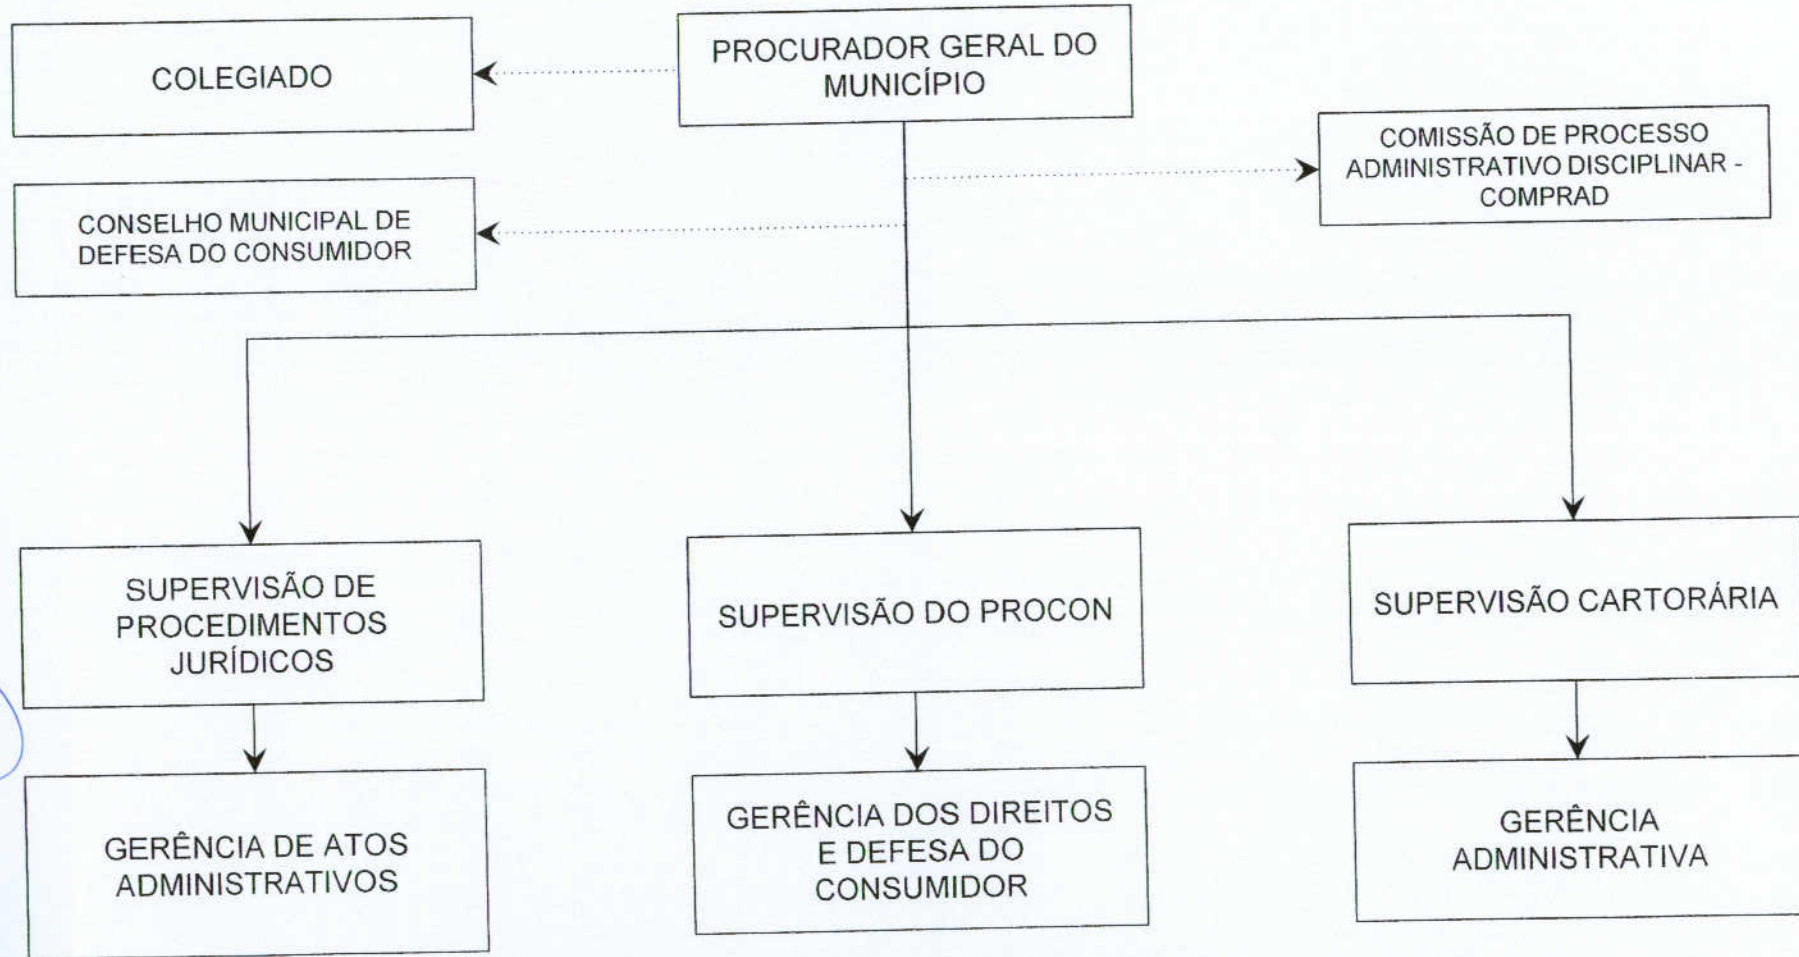 COLEGIADO
PROCURADOR GERAL DO
MUNICÍPIO
COMISSÃO DE PROCESSO
ADMINISTRATIVO DISCIPLINAR -
COMPRAD
CONSELHO MUNICIPAL DE
DEFESA DO CONSUMIDOR
SUPERVISÃO DE
PROCEDIMENTOS
JURÍDICOS
SUPERVISÃO DO PROCON
SUPERVISÃO CARTORÁRIA
GERÊNCIA DE ATOS
ADMINISTRATIVOS
GERÊNCIA DOS DIREITOS
E DEFESA DO
CONSUMIDOR
GERÊNCIA
ADMINISTRATIVA